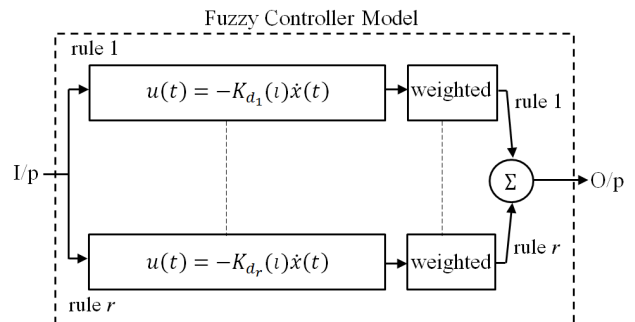 Fuzzy Controller Model
rule 1
u(t) = −K_{d_1}(ι)ẋ(t)
weighted
rule 1
I/p
Σ
O/p
u(t) = −K_{d_r}(ι)ẋ(t)
weighted
rule r
rule r